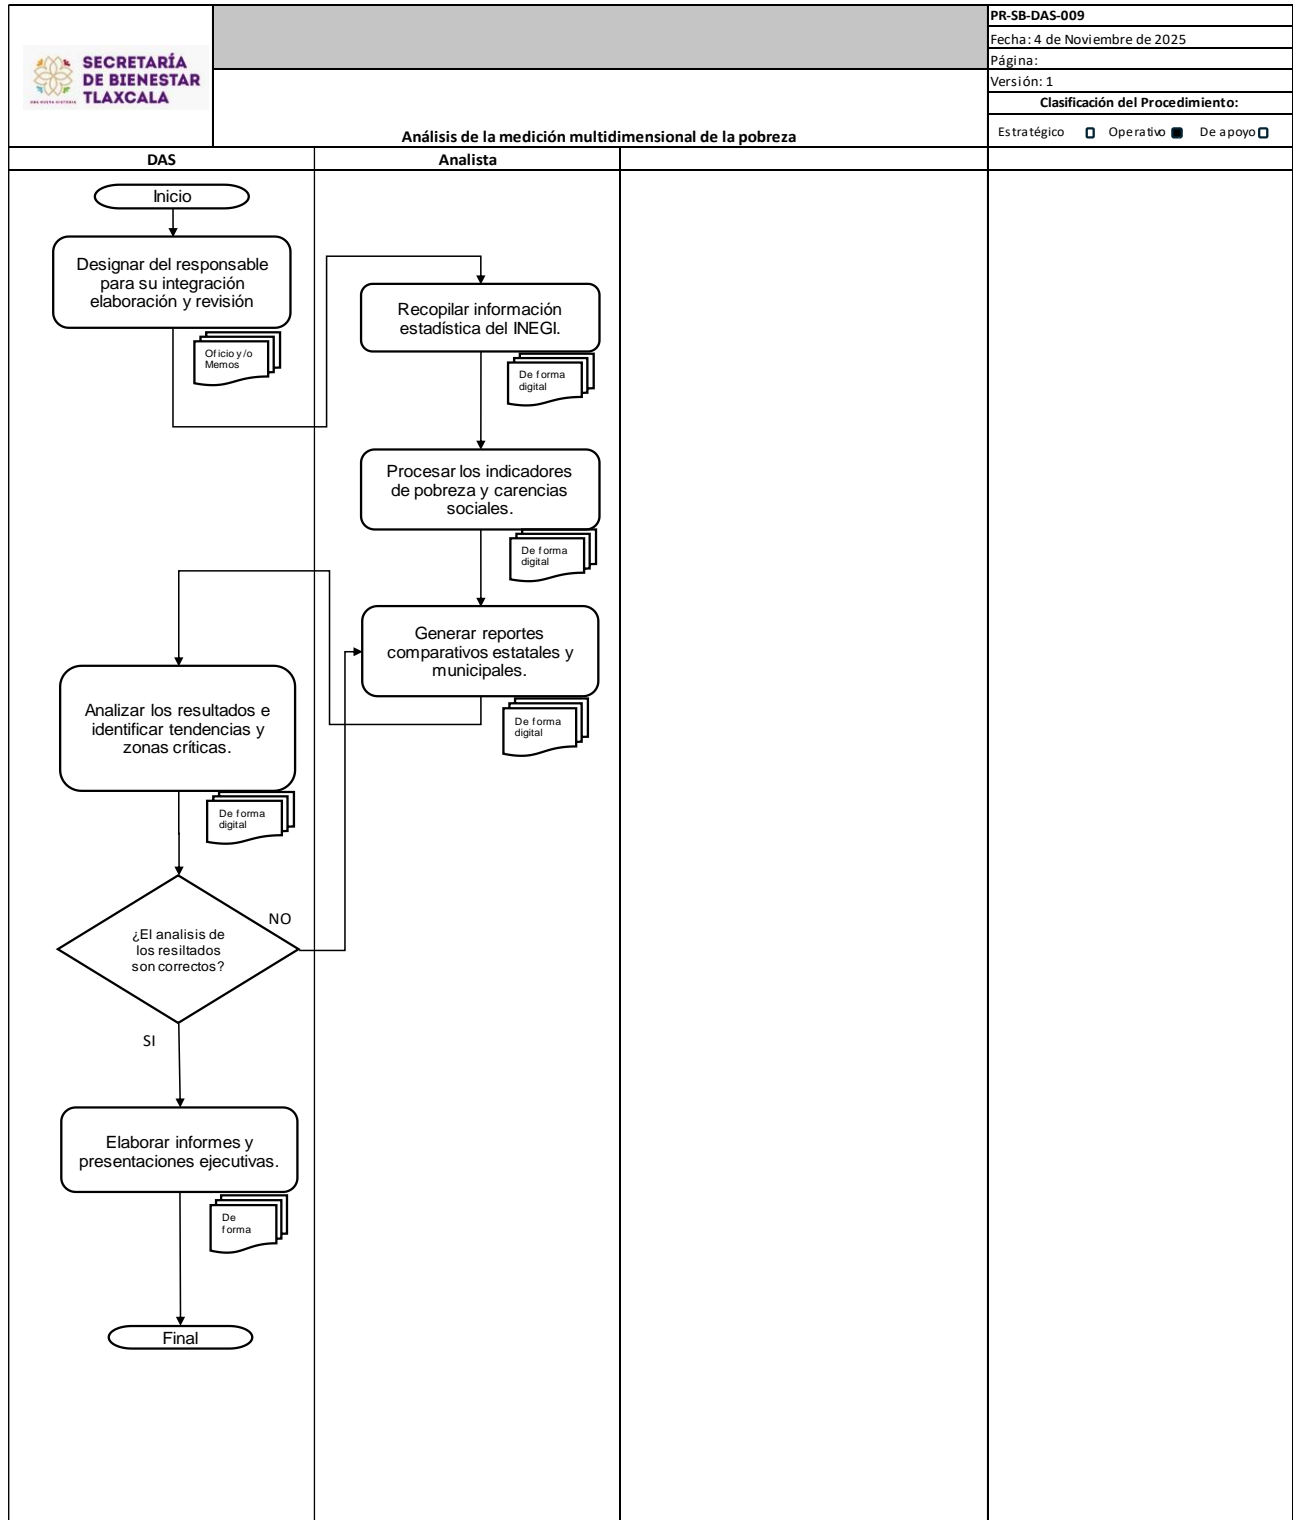 PR-SB-DAS-009
Fecha: 4 de Noviembre de 2025
Página:
Versión: 1
Clasificación del Procedimiento:
Estratégico Operativo De apoyo
SECRETARÍA
DE BIENESTAR
TLAXCALA
UNA NUEVA HISTORIA
Análisis de la medición multidimensional de la pobreza
DAS
Analista
Inicio
Designar del responsable
para su integración
elaboración y revisión
Oficio y/o
Memos
Recopilar información
estadística del INEGI.
De forma
digital
Procesar los indicadores
de pobreza y carencias
sociales.
De forma
digital
Generar reportes
comparativos estatales y
municipales.
De forma
digital
Analizar los resultados e
identificar tendencias y
zonas críticas.
De forma
digital
¿El analisis de
los resiltados
son correctos?
NO
SI
Elaborar informes y
presentaciones ejecutivas.
De
forma
Final